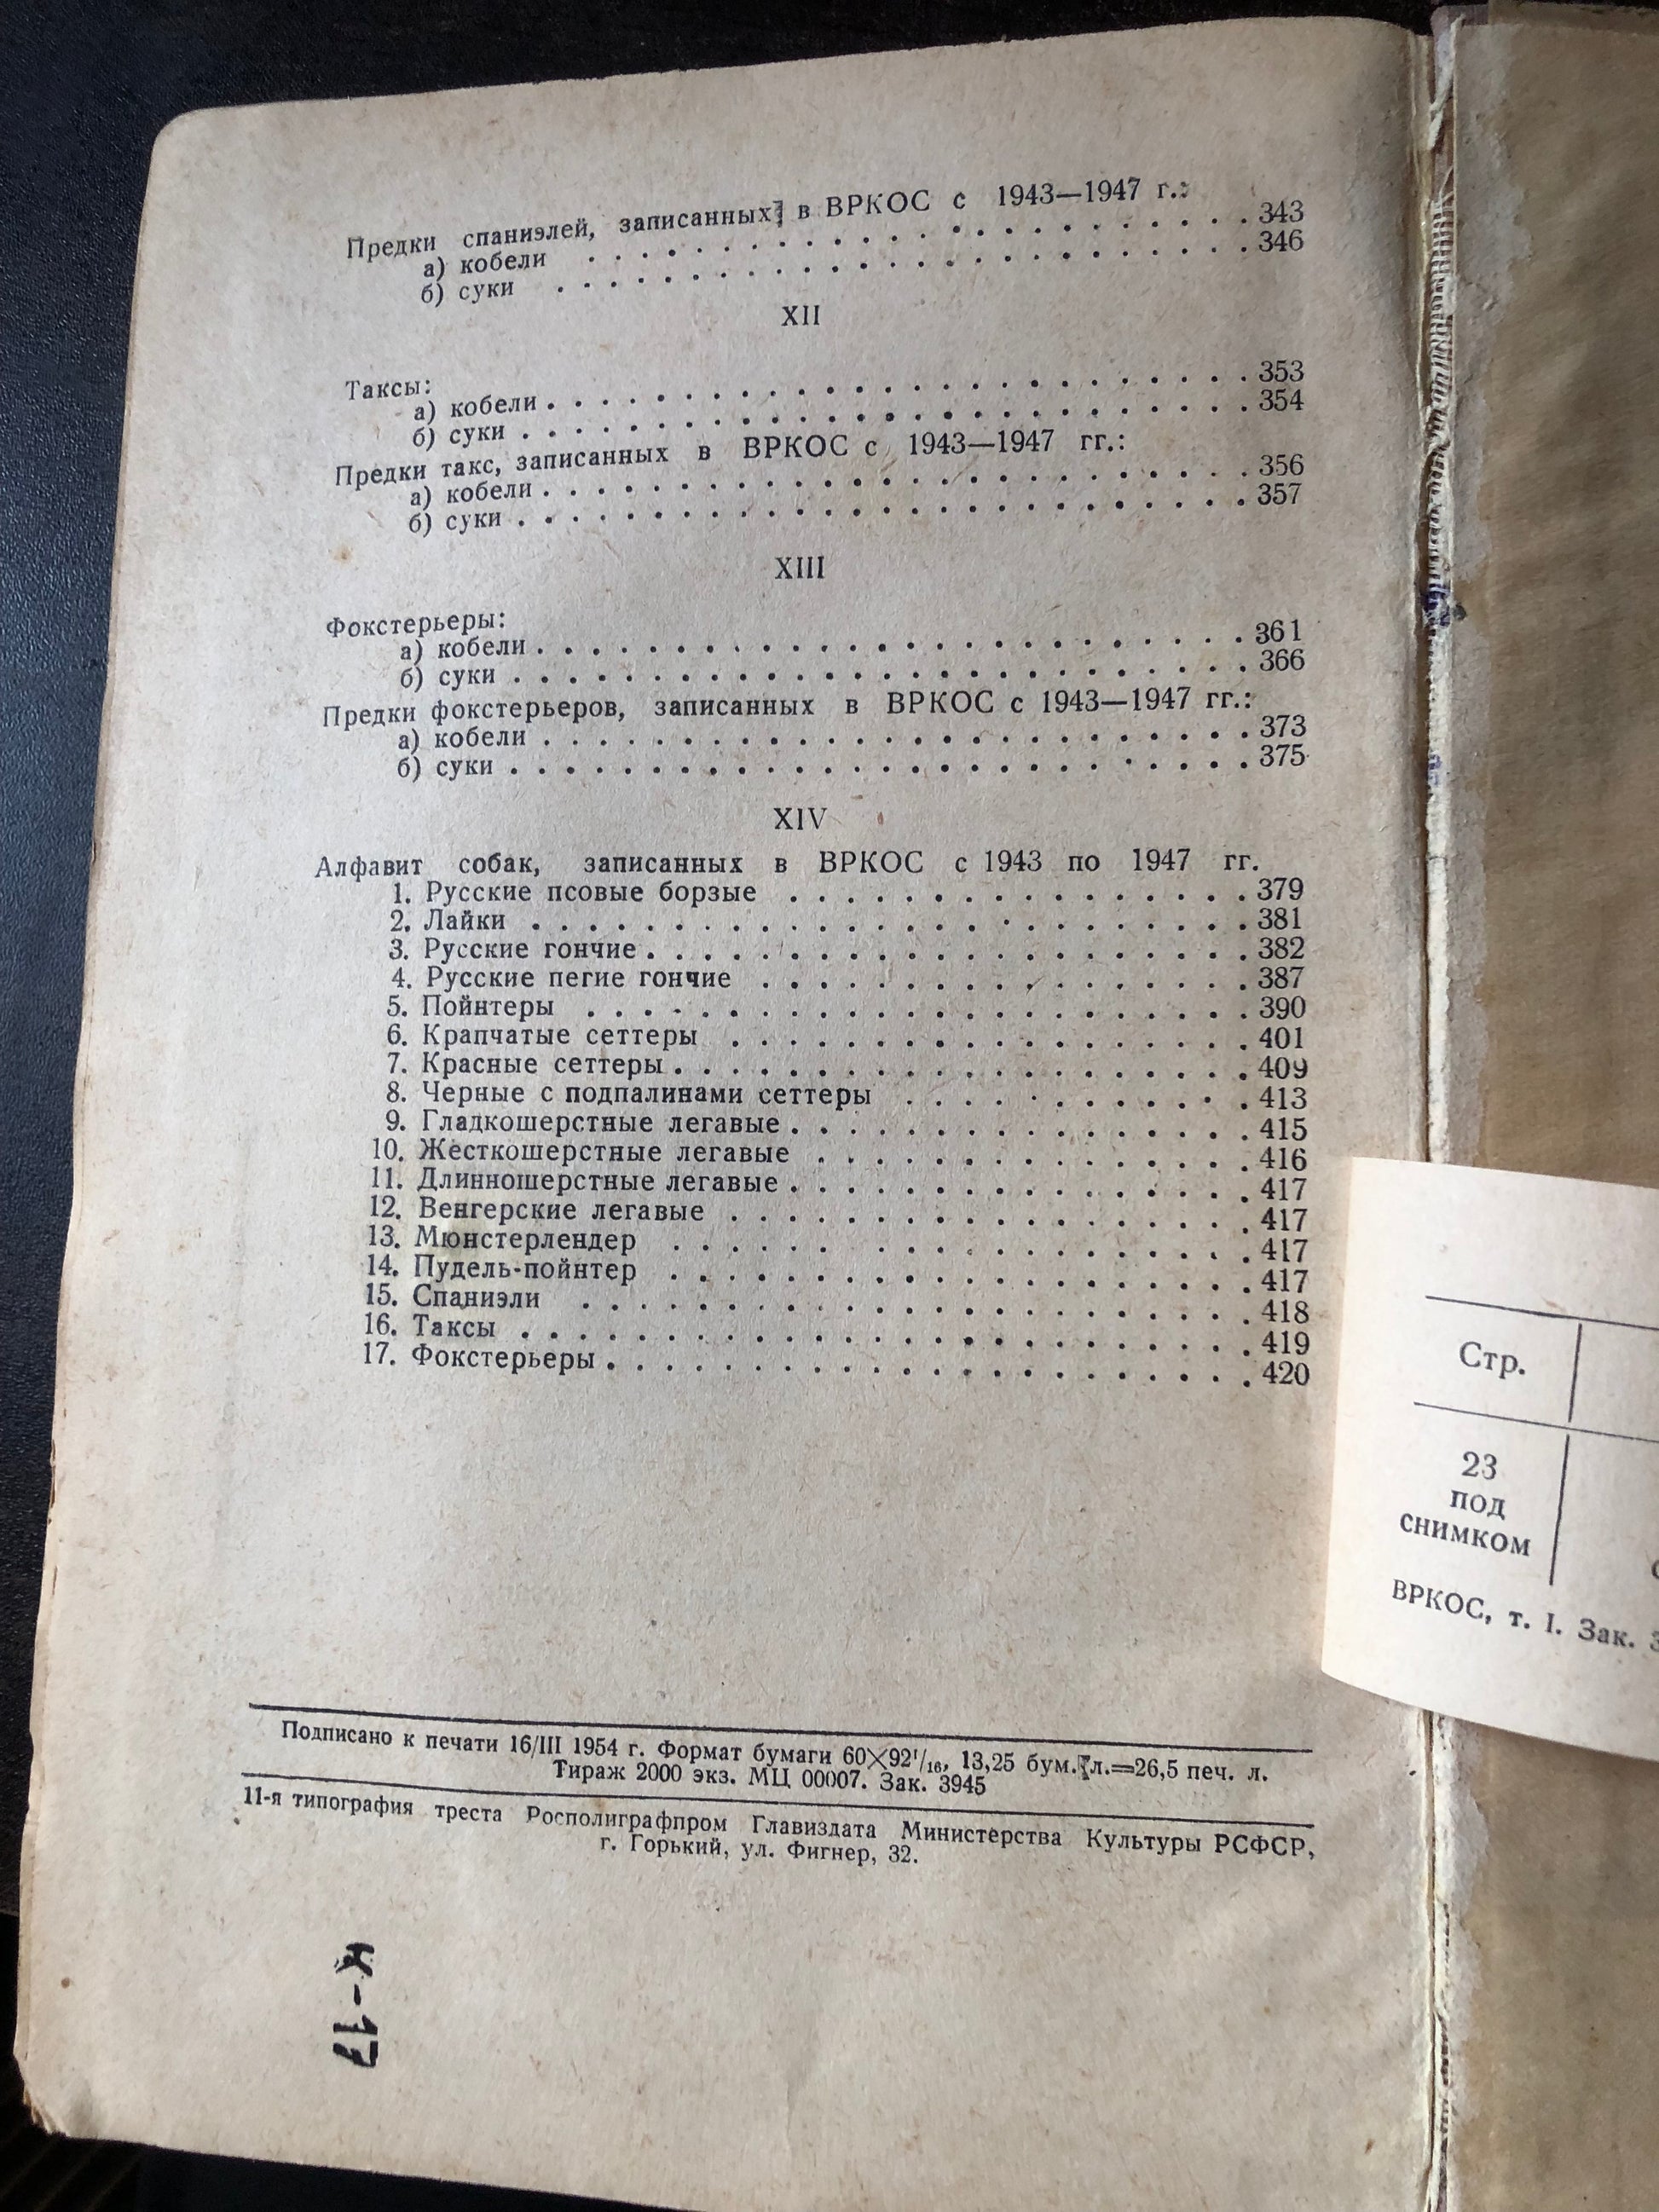 Предки спаниэлей, записанных в ВРКОС с 1943—1947 г.:
а) кобели . . . . . . . . . . . . . . . . . . . . . . . . 343
б) суки . . . . . . . . . . . . . . . . . . . . . . . . . 346
XII
Таксы:
а) кобели . . . . . . . . . . . . . . . . . . . . . . . . 353
б) суки . . . . . . . . . . . . . . . . . . . . . . . . . 354
Предки такс, записанных в ВРКОС с 1943—1947 гг.:
а) кобели . . . . . . . . . . . . . . . . . . . . . . . . 356
б) суки . . . . . . . . . . . . . . . . . . . . . . . . . 357
XIII
Фокстерьеры:
а) кобели . . . . . . . . . . . . . . . . . . . . . . . . 361
б) суки . . . . . . . . . . . . . . . . . . . . . . . . . 366
Предки фокстерьеров, записанных в ВРКОС с 1943—1947 гг.:
а) кобели . . . . . . . . . . . . . . . . . . . . . . . . 373
б) суки . . . . . . . . . . . . . . . . . . . . . . . . . 375
XIV
Алфавит собак, записанных в ВРКОС с 1943 по 1947 гг.
1. Русские псовые борзые . . . . . . . . . . . . . . . . 379
2. Лайки . . . . . . . . . . . . . . . . . . . . . . . . 381
3. Русские гончие . . . . . . . . . . . . . . . . . . . . 382
4. Русские пегие гончие . . . . . . . . . . . . . . . . . 387
5. Пойнтеры . . . . . . . . . . . . . . . . . . . . . . . 390
6. Крапчатые сеттеры . . . . . . . . . . . . . . . . . . 401
7. Красные сеттеры . . . . . . . . . . . . . . . . . . . 409
8. Черные с подпалинами сеттеры . . . . . . . . . . . . 413
9. Гладкошерстные легавые . . . . . . . . . . . . . . . . 415
10. Жесткошерстные легавые . . . . . . . . . . . . . . . 416
11. Длинношерстные легавые . . . . . . . . . . . . . . . 417
12. Венгерские легавые . . . . . . . . . . . . . . . . . 417
13. Мюнстерлендер . . . . . . . . . . . . . . . . . . . . 417
14. Пудель-пойнтер . . . . . . . . . . . . . . . . . . . 417
15. Спаниэли . . . . . . . . . . . . . . . . . . . . . . 418
16. Таксы . . . . . . . . . . . . . . . . . . . . . . . . 419
17. Фокстерьеры . . . . . . . . . . . . . . . . . . . . . 420
Подписано к печати 16/III 1954 г. Формат бумаги 60×92¹/₁₆, 13,25 бум. л.=26,5 печ. л.
Тираж 2000 экз. МЦ 00007. Зак. 3945
11-я типография треста Росполиграфпром Главиздата Министерства Культуры РСФСР,
г. Горький, ул. Фигнер, 32.
к-17
Стр.
23
под
снимком
ВРКОС, т. I. Зак.